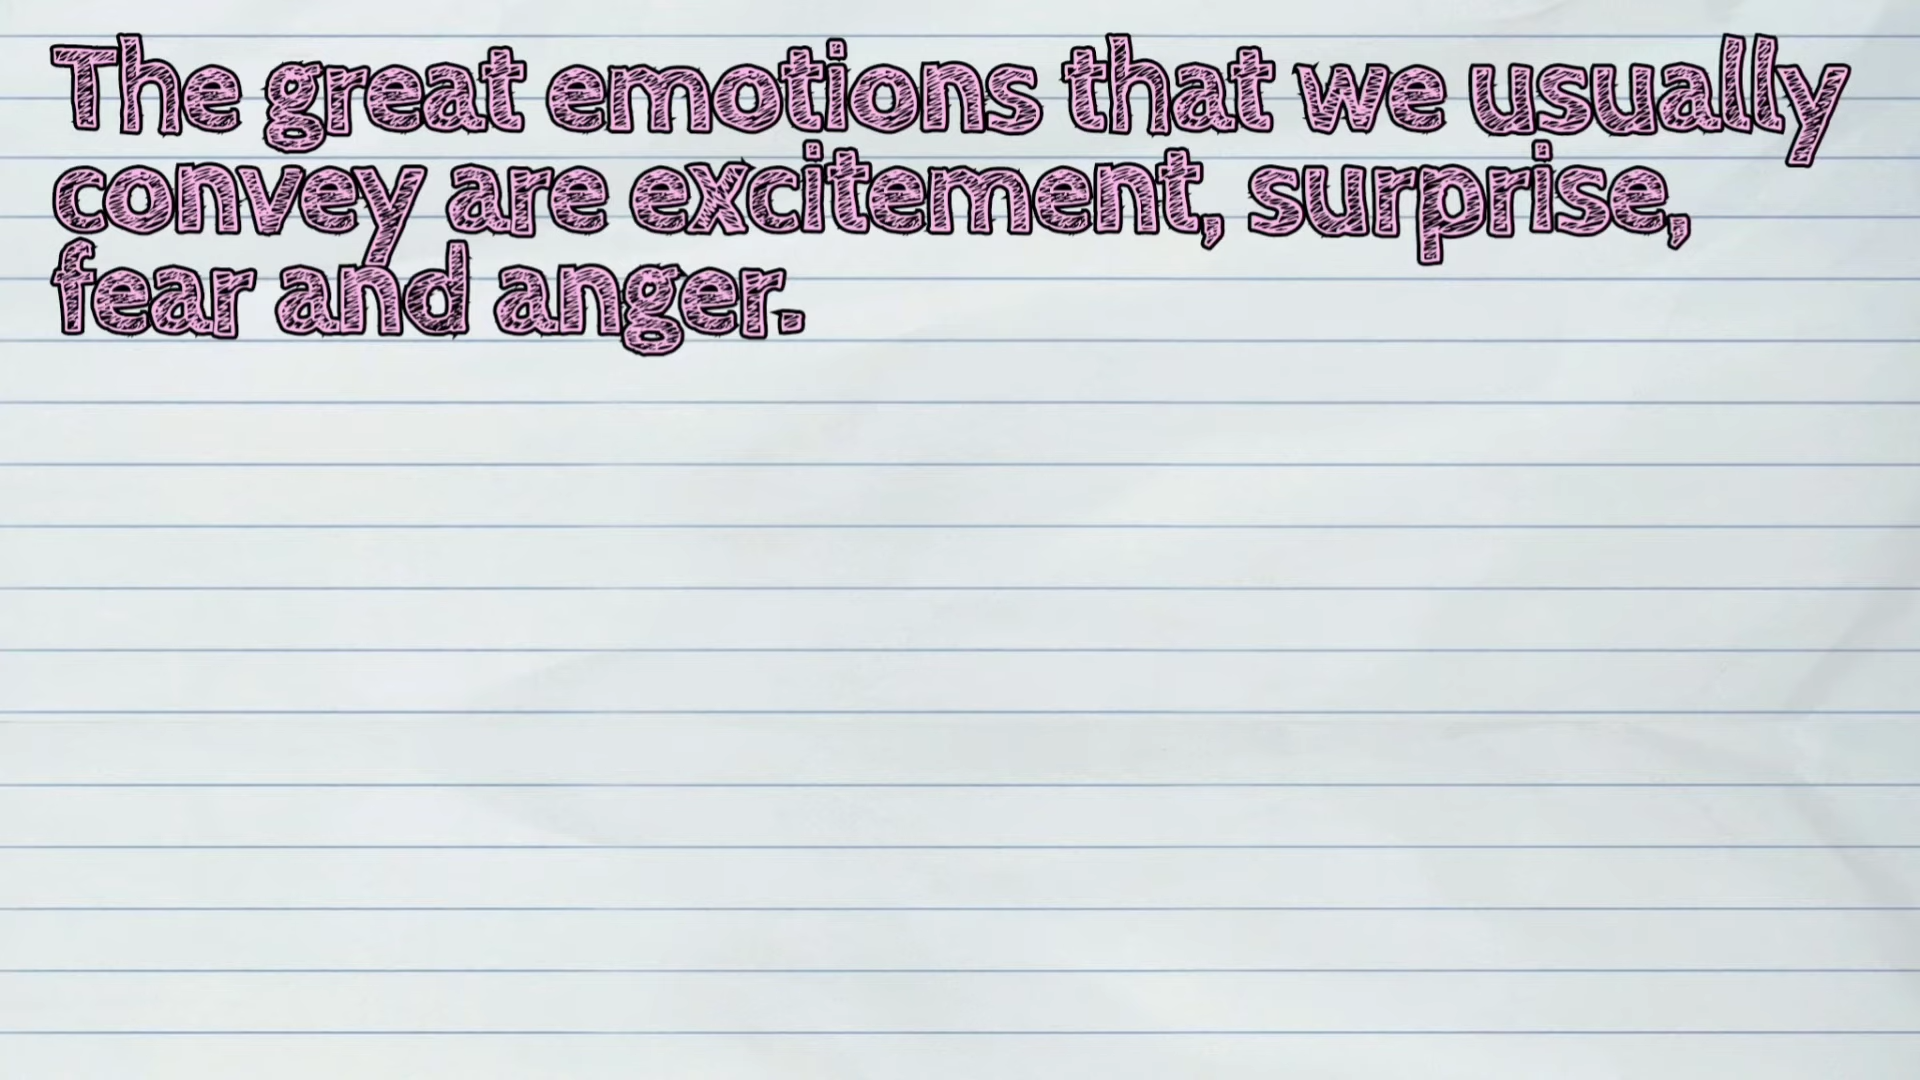 The great emotions that we usually
convey are excitement, surprise,
fear and anger.